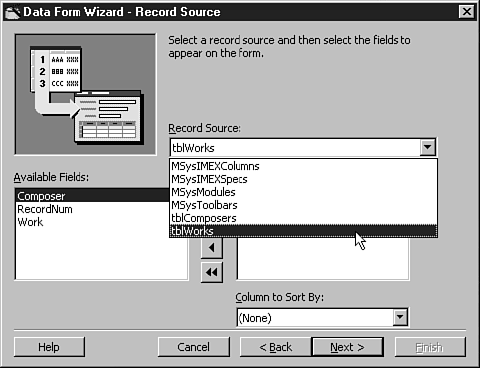 Data Form Wizard - Record Source
1 AAA XXX
2 BBB XXX
3 CCC XXX
Select a record source and then select the fields to
appear on the form.
Record Source:
tblWorks
MSysIMEXColumns
MSysIMEXSpecs
MSysModules
MSysToolbars
tblComposers
tblWorks
Available Fields:
Composer
RecordNum
Work
Column to Sort By:
(None)
Help
Cancel
< Back
Next >
Finish